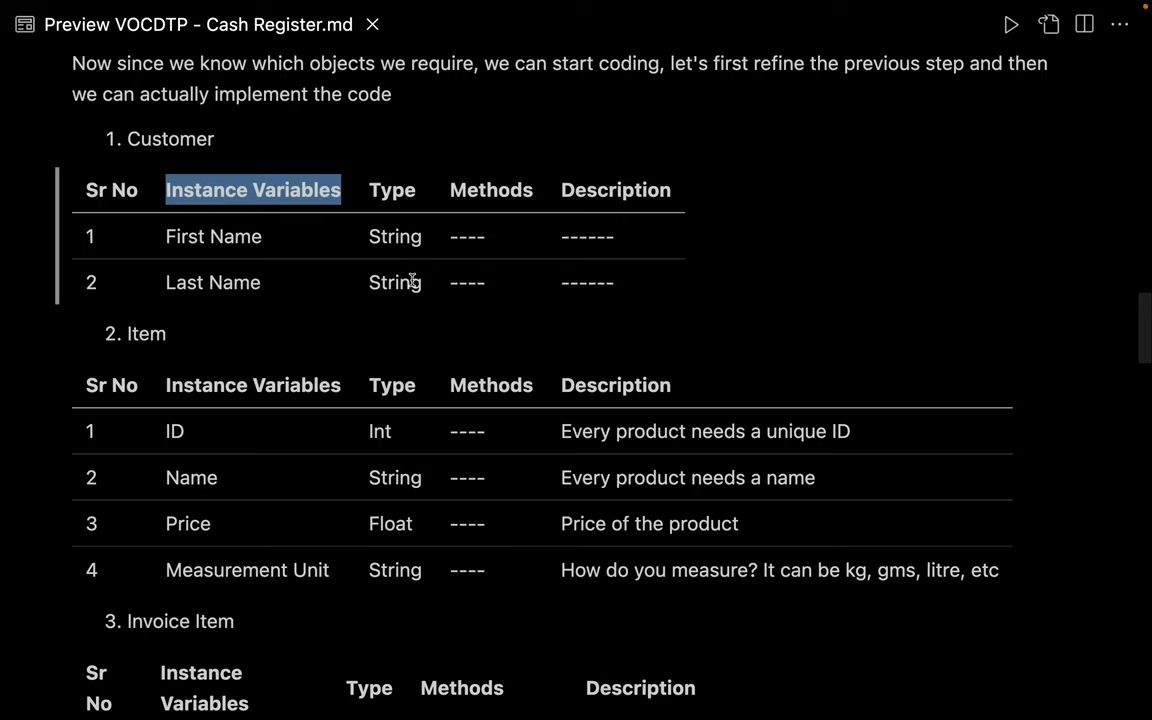 Preview VOCDTP - Cash Register.md
Now since we know which objects we require, we can start coding, let's first refine the previous step and then
we can actually implement the code
1. Customer
Sr No Instance Variables Type Methods Description
1 First Name String ---- ------
2 Last Name String ---- ------
2. Item
Sr No Instance Variables Type Methods Description
1 ID Int ---- Every product needs a unique ID
2 Name String ---- Every product needs a name
3 Price Float ---- Price of the product
4 Measurement Unit String ---- How do you measure? It can be kg, gms, litre, etc
3. Invoice Item
Sr Instance
No Variables Type Methods Description